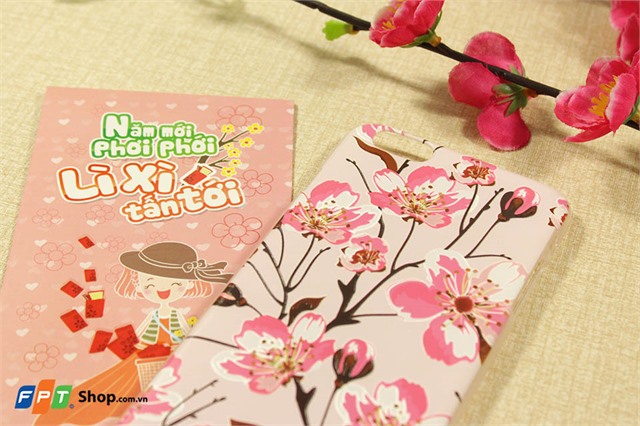 Năm mới
phơi phới
Lì xì
tấn tới
FPT Shop.com.vn